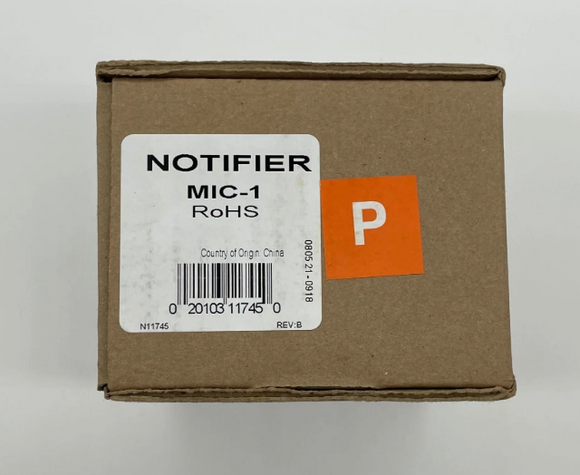 NOTIFIER
MIC-1
RoHS
P
Country of Origin: China
0805 21-0918
0 20103 11745 0
N11745
REV:B